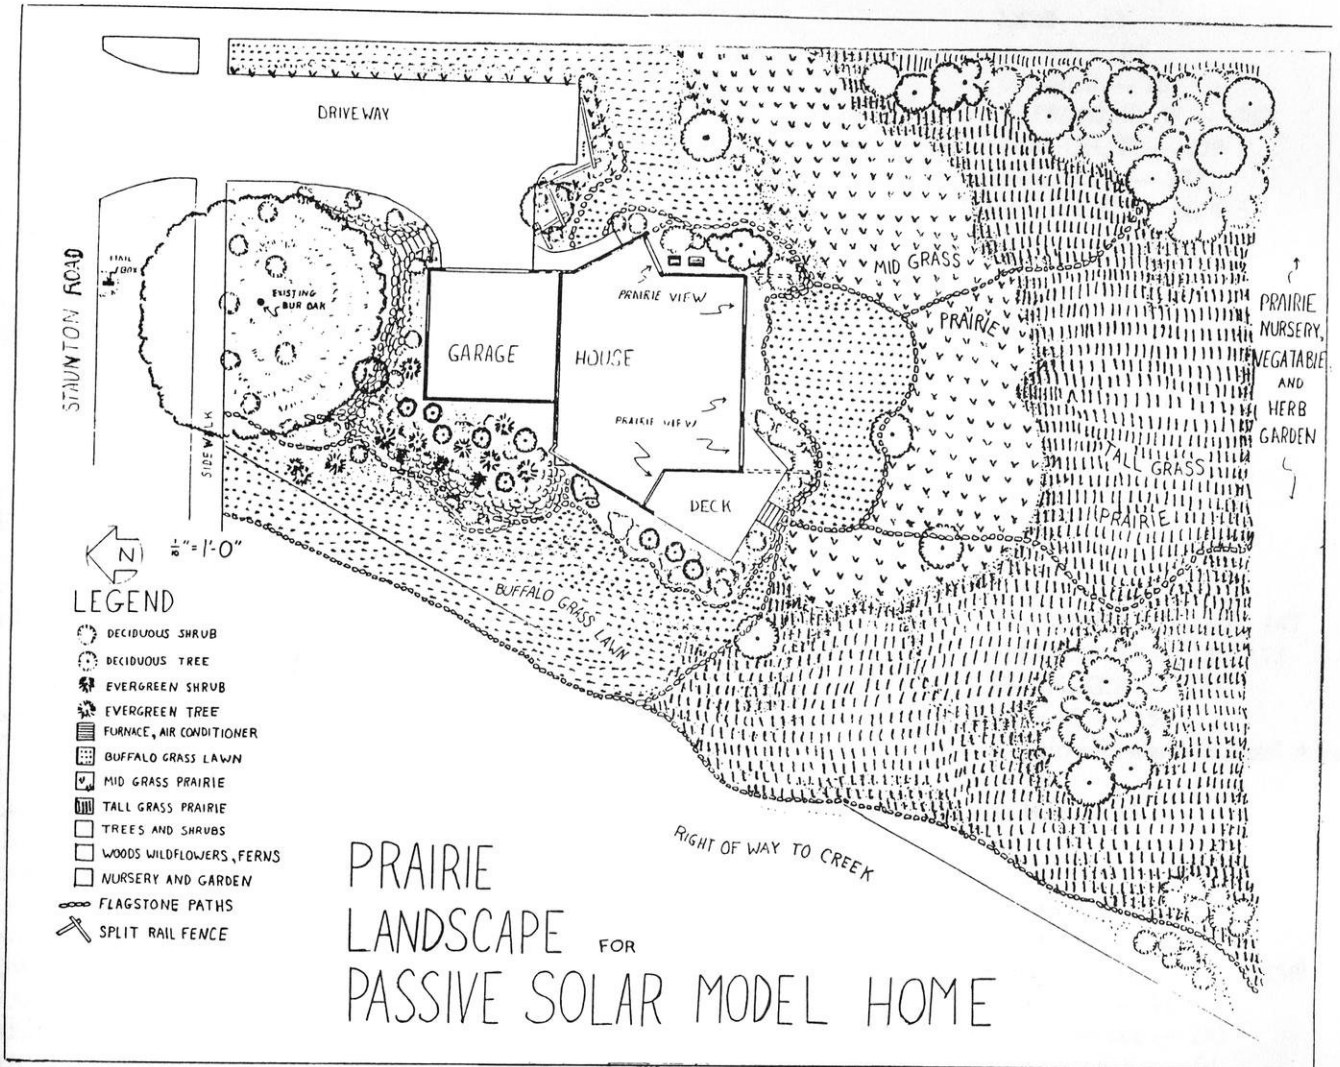 DRIVEWAY
STAUNTON ROAD
MAIL
BOX
EXISTING
BUR OAK
SIDEWALK
GARAGE
HOUSE
PRAIRIE VIEW
PRAIRIE VIEW
DECK
MID GRASS
PRAIRIE
TALL GRASS
PRAIRIE
PRAIRIE
NURSERY,
VEGATABLE
AND
HERB
GARDEN
BUFFALO GRASS LAWN
RIGHT OF WAY TO CREEK
N
1/8" = 1'-0"
LEGEND
DECIDUOUS SHRUB
DECIDUOUS TREE
EVERGREEN SHRUB
EVERGREEN TREE
FURNACE, AIR CONDITIONER
BUFFALO GRASS LAWN
MID GRASS PRAIRIE
TALL GRASS PRAIRIE
TREES AND SHRUBS
WOODS WILDFLOWERS, FERNS
NURSERY AND GARDEN
FLAGSTONE PATHS
SPLIT RAIL FENCE
PRAIRIE
LANDSCAPE FOR
PASSIVE SOLAR MODEL HOME